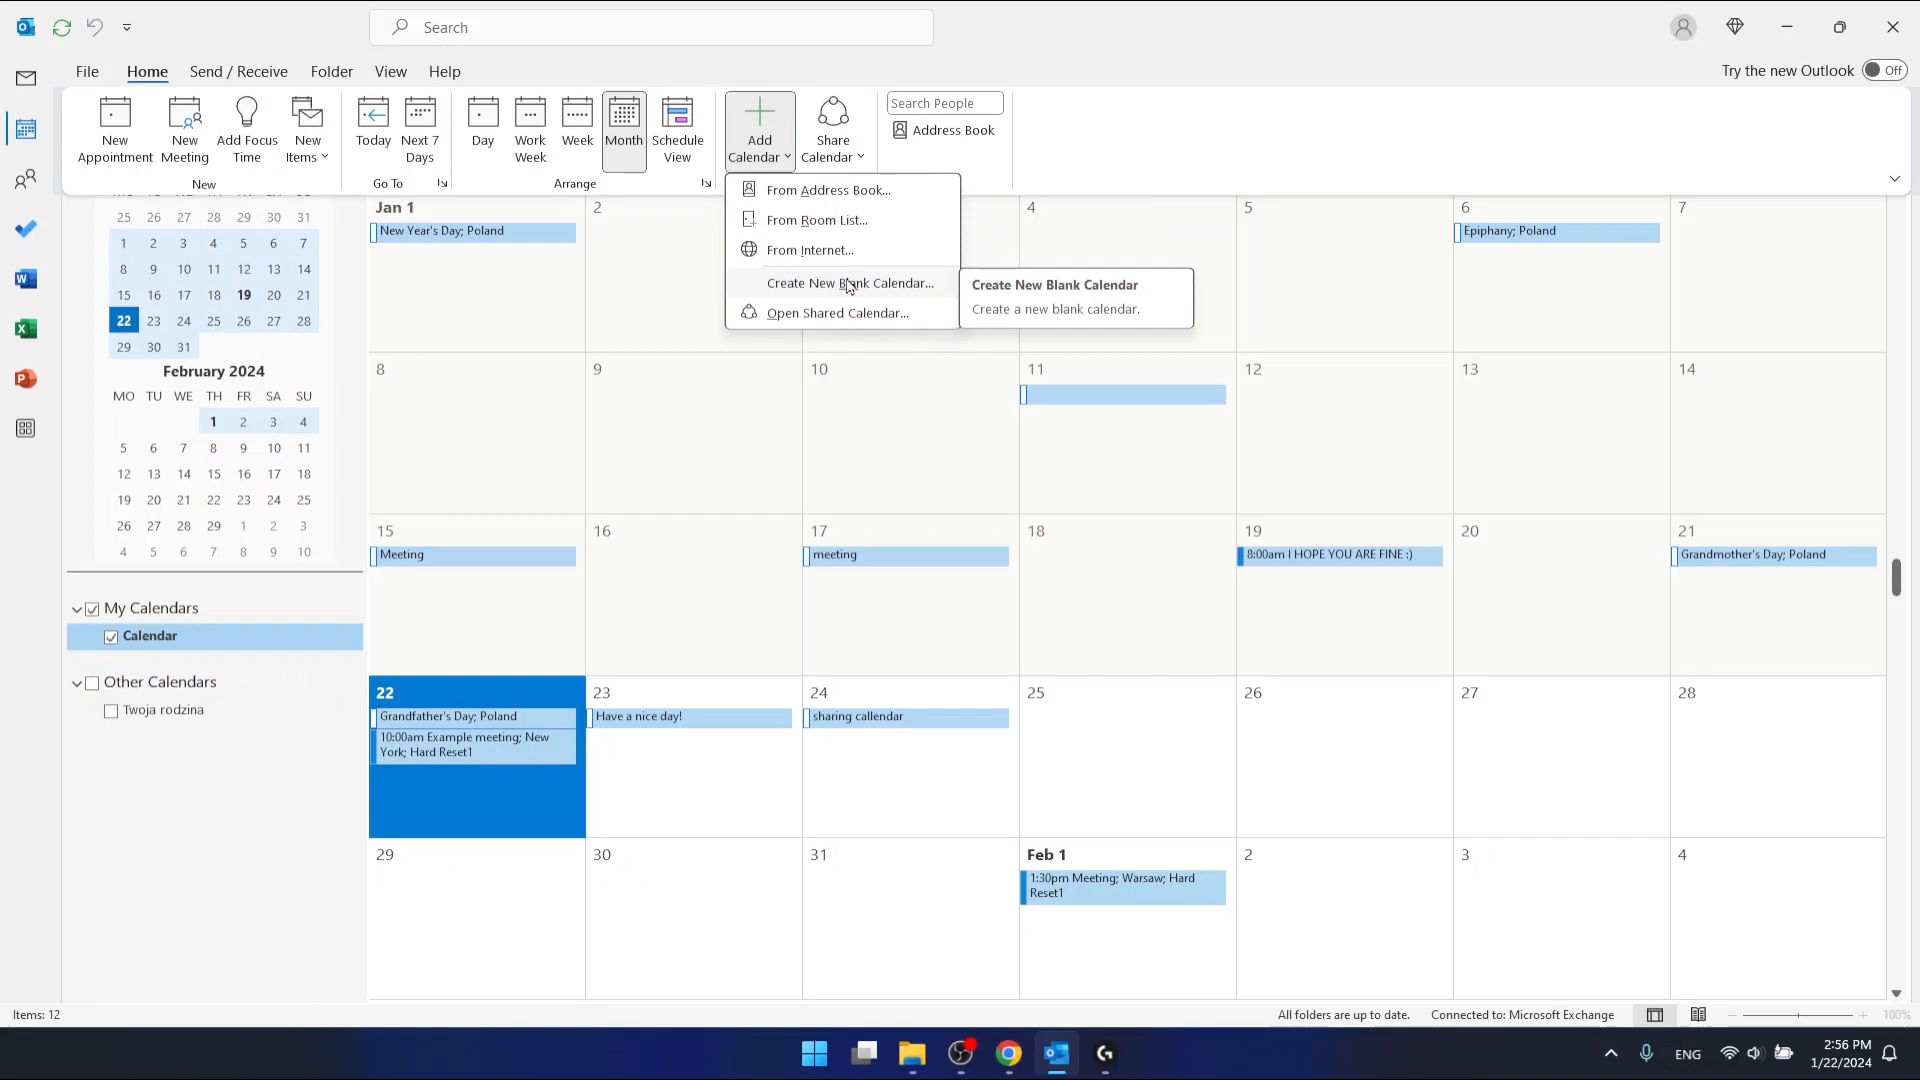 Search
File Home Send / Receive Folder View Help
Try the new Outlook Off
New Appointment
New Meeting
Add Focus Time
New Items
New
Today
Next 7 Days
Go To
Day
Work Week
Week
Month
Schedule View
Arrange
Add Calendar
Share Calendar
Search People
Address Book
From Address Book...
From Room List...
From Internet...
Create New Blank Calendar...
Open Shared Calendar...
Create New Blank Calendar
Create a new blank calendar.
25 26 27 28 29 30 31
1 2 3 4 5 6 7
8 9 10 11 12 13 14
15 16 17 18 19 20 21
22 23 24 25 26 27 28
29 30 31
February 2024
MO TU WE TH FR SA SU
1 2 3 4
5 6 7 8 9 10 11
12 13 14 15 16 17 18
19 20 21 22 23 24 25
26 27 28 29 1 2 3
4 5 6 7 8 9 10
My Calendars
Calendar
Other Calendars
Twoja rodzina
Jan 1 2 4 5 6 7
New Year's Day; Poland
Epiphany; Poland
8 9 10 11 12 13 14
15 16 17 18 19 20 21
Meeting
meeting
8:00am I HOPE YOU ARE FINE :)
Grandmother's Day; Poland
22 23 24 25 26 27 28
Grandfather's Day; Poland
10:00am Example meeting; New
York; Hard Reset1
Have a nice day!
sharing callendar
29 30 31 Feb 1 2 3 4
1:30pm Meeting; Warsaw; Hard
Reset1
Items: 12
All folders are up to date. Connected to: Microsoft Exchange
100%
ENG
2:56 PM
1/22/2024